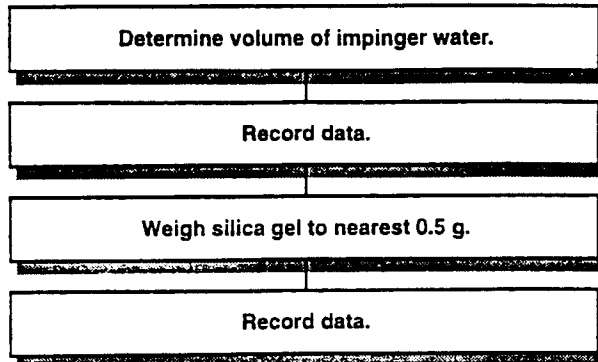 Determine volume of impinger water.
Record data.
Weigh silica gel to nearest 0.5 g.
Record data.